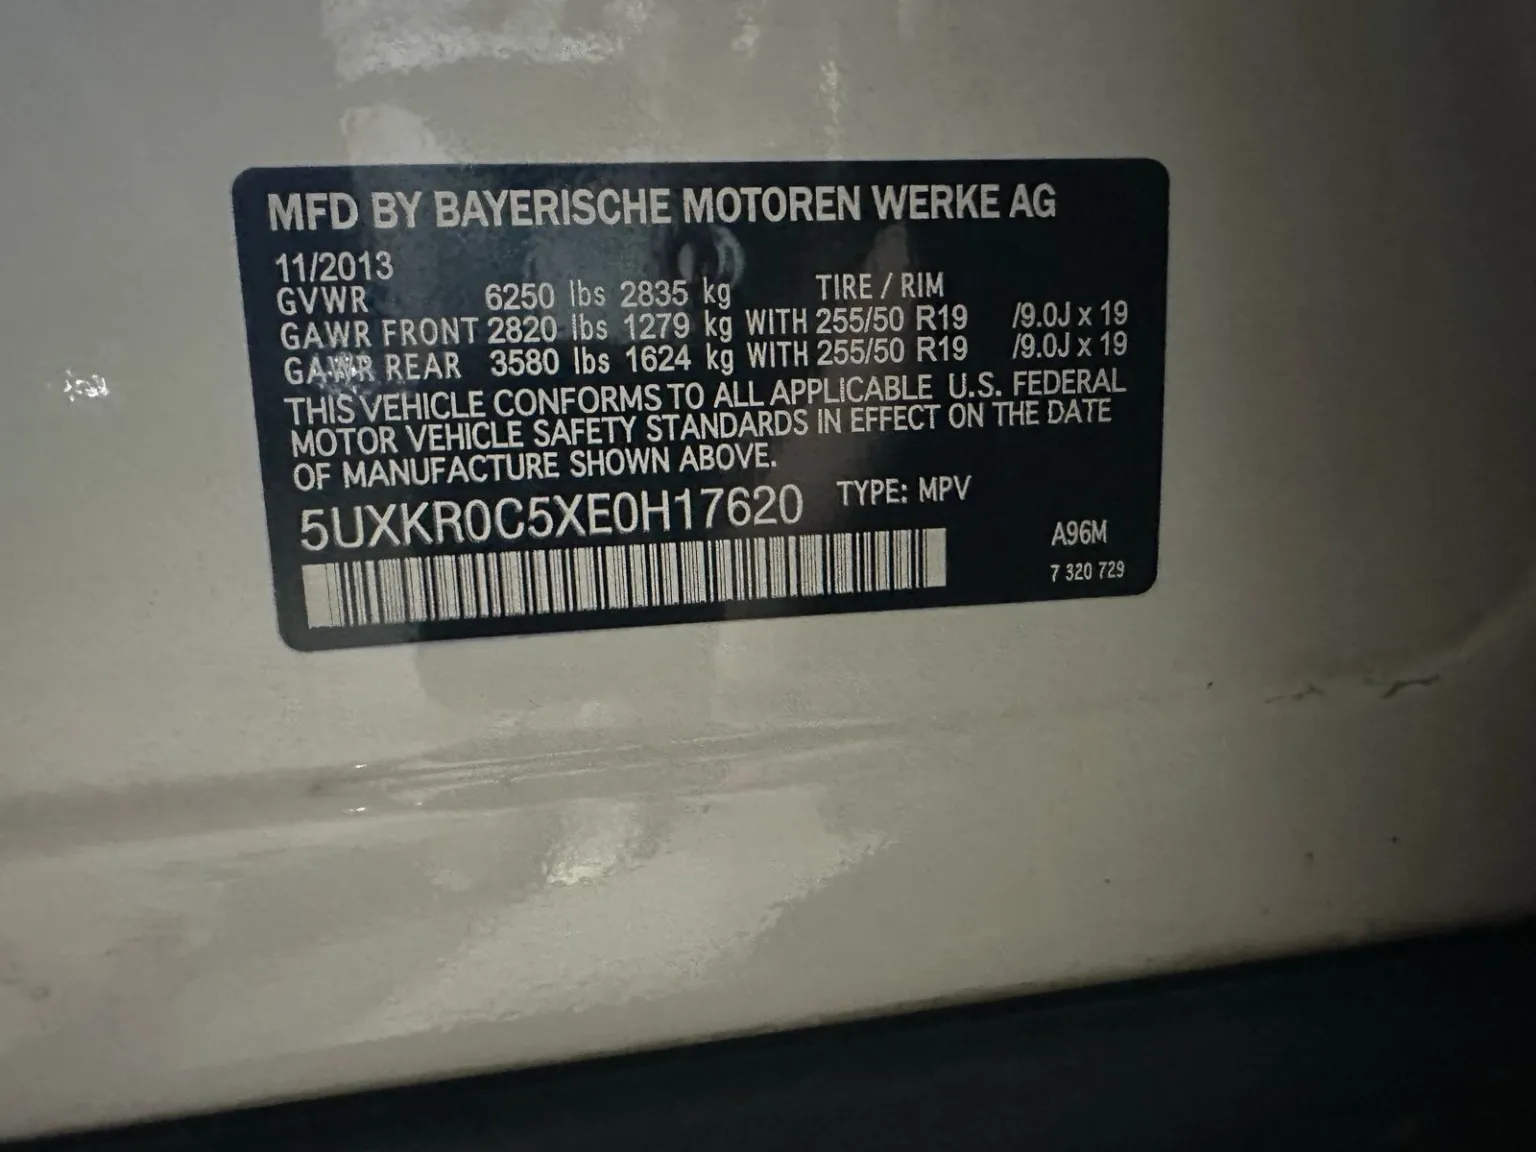 MFD BY BAYERISCHE MOTOREN WERKE AG
11/2013
GVWR 6250 lbs 2835 kg TIRE / RIM
GAWR FRONT 2820 lbs 1279 kg WITH 255/50 R19 /9.0J x 19
GAWR REAR 3580 lbs 1624 kg WITH 255/50 R19 /9.0J x 19
THIS VEHICLE CONFORMS TO ALL APPLICABLE U.S. FEDERAL
MOTOR VEHICLE SAFETY STANDARDS IN EFFECT ON THE DATE
OF MANUFACTURE SHOWN ABOVE.
5UXKR0C5XE0H17620 TYPE: MPV
A96M
7 320 729